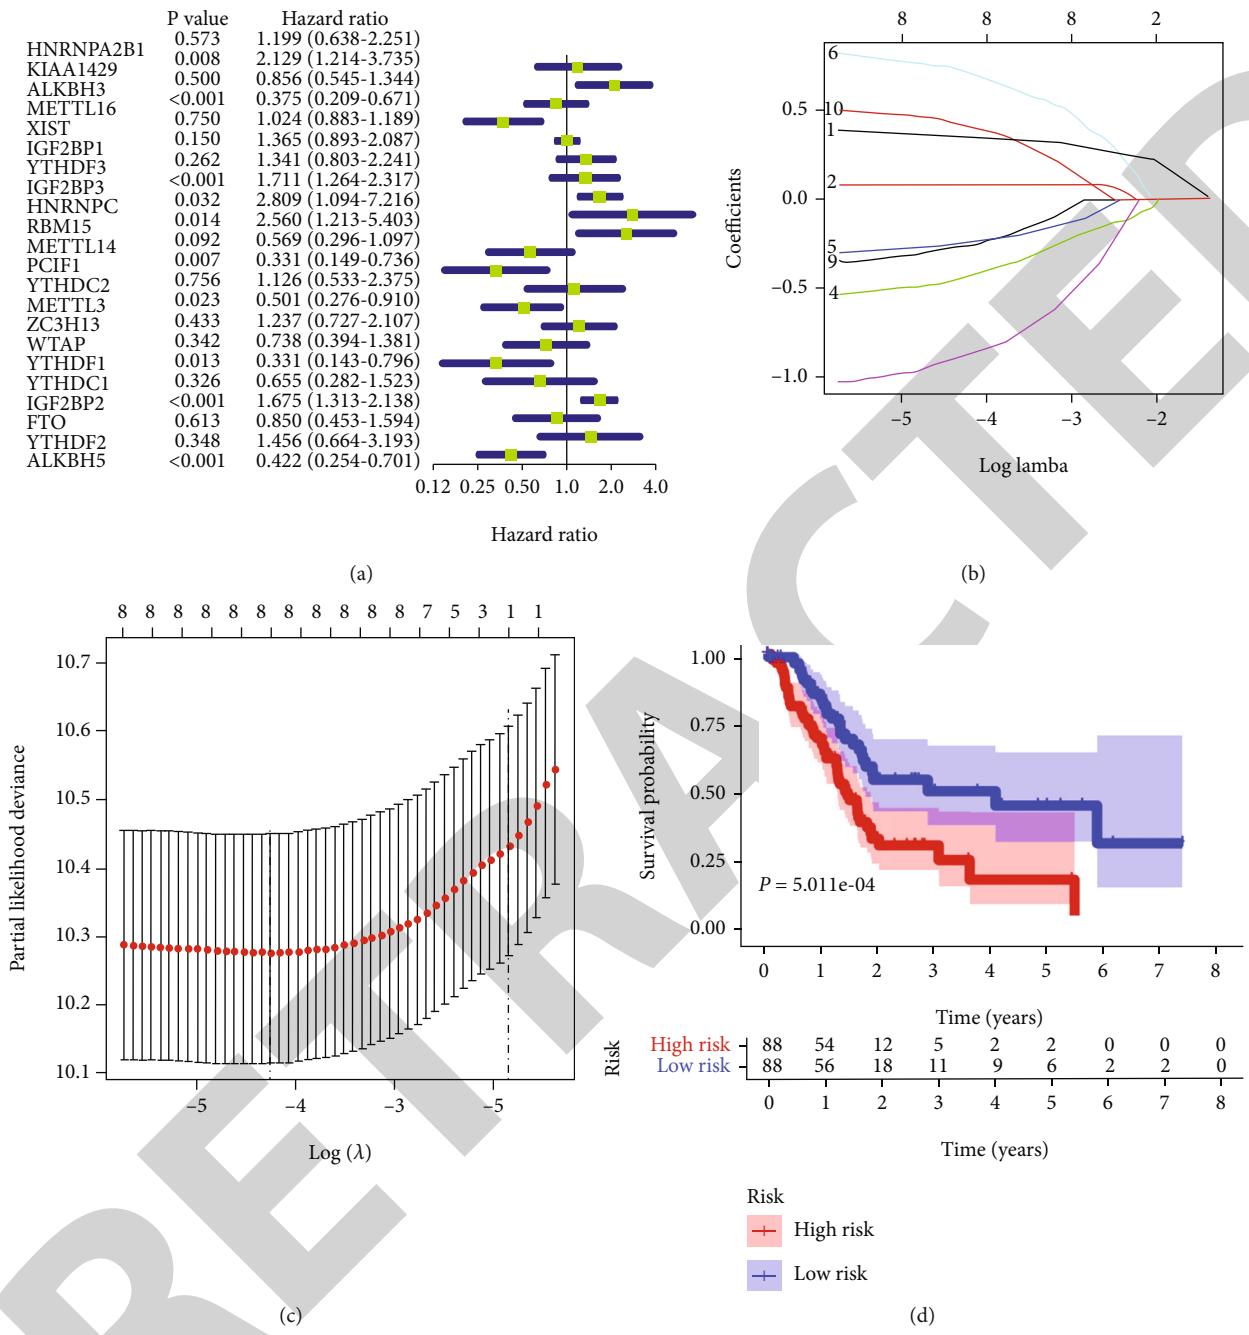 P value Hazard ratio
HNRNPA2B1 0.573 1.199 (0.638-2.251)
KIAA1429 0.008 2.129 (1.214-3.735)
ALKBH3 0.500 0.856 (0.545-1.344)
METTL16 <0.001 0.375 (0.209-0.671)
XIST 0.750 1.024 (0.883-1.189)
IGF2BP1 0.150 1.365 (0.893-2.087)
YTHDF3 0.262 1.341 (0.803-2.241)
IGF2BP3 <0.001 1.711 (1.264-2.317)
HNRNPC 0.032 2.809 (1.094-7.216)
RBM15 0.014 2.560 (1.213-5.403)
METTL14 0.092 0.569 (0.296-1.097)
PCIF1 0.007 0.331 (0.149-0.736)
YTHDC2 0.756 1.126 (0.533-2.375)
METTL3 0.023 0.501 (0.276-0.910)
ZC3H13 0.433 1.237 (0.727-2.107)
WTAP 0.342 0.738 (0.394-1.381)
YTHDF1 0.013 0.331 (0.143-0.796)
YTHDC1 0.326 0.655 (0.282-1.523)
IGF2BP2 <0.001 1.675 (1.313-2.138)
FTO 0.613 0.850 (0.453-1.594)
YTHDF2 0.348 1.456 (0.664-3.193)
ALKBH5 <0.001 0.422 (0.254-0.701)
0.12 0.25 0.50 1.0 2.0 4.0
Hazard ratio
(a)
8 8 8 2
Coefficients
0.5
0.0
−0.5
−1.0
6
10
1
2
5
9
4
−5 −4 −3 −2
Log lamba
(b)
8 8 8 8 8 8 8 8 8 8 8 7 5 3 1 1
Partial likelihood deviance
10.7
10.6
10.5
10.4
10.3
10.2
10.1
−5 −4 −3 −5
Log (λ)
(c)
Survival probability
1.00
0.75
0.50
0.25
0.00
P = 5.011e-04
0 1 2 3 4 5 6 7 8
Time (years)
Risk
High risk 88 54 12 5 2 2 0 0 0
Low risk 88 56 18 11 9 6 2 2 0
0 1 2 3 4 5 6 7 8
Time (years)
Risk
High risk
Low risk
(d)
RETRACTED